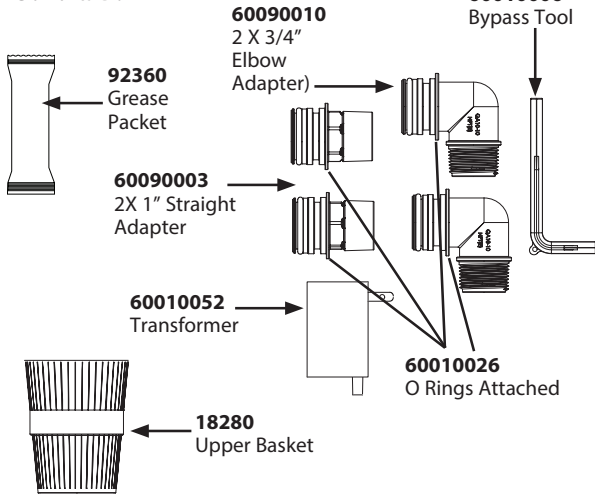 60090010
2 X 3/4”
Elbow
Adapter)
Bypass Tool
92360
Grease
Packet
60090003
2X 1” Straight
Adapter
60010052
Transformer
60010026
O Rings Attached
18280
Upper Basket